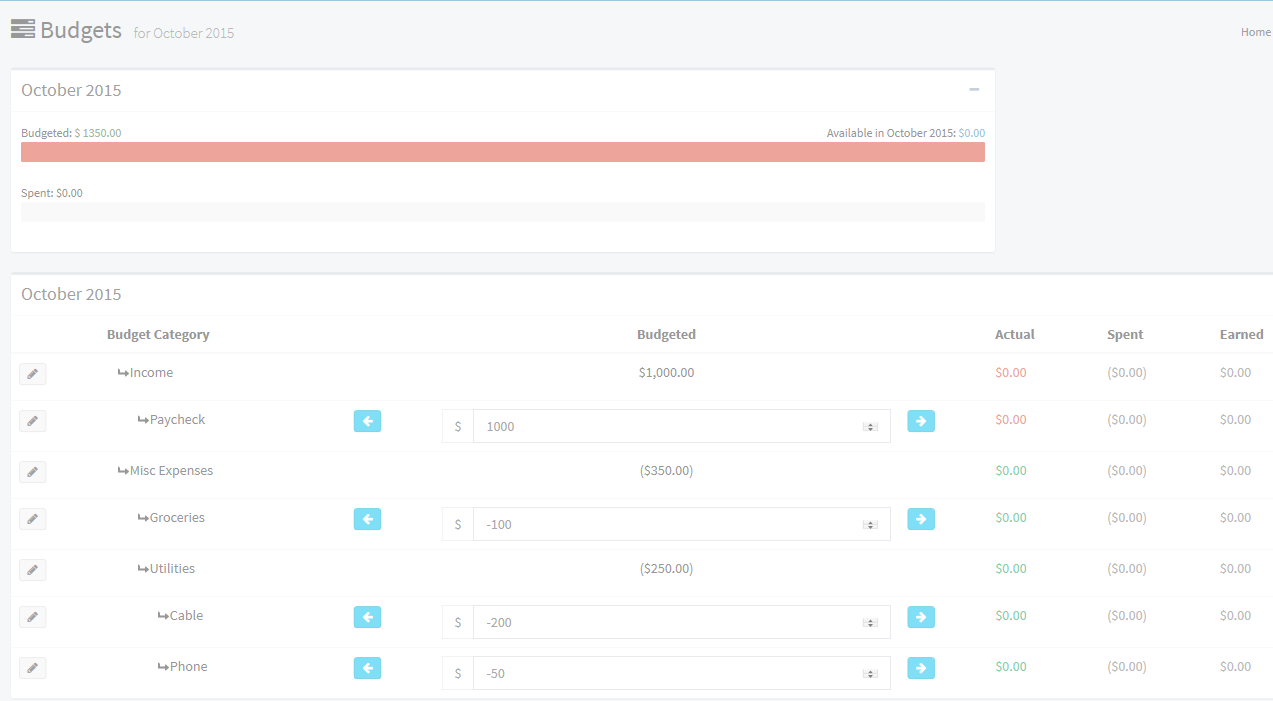 Budgets for October 2015
Home
October 2015
Budgeted: $ 1350.00 Available in October 2015: $0.00
Spent: $0.00
October 2015
Budget Category Budgeted Actual Spent Earned
Income $1,000.00 $0.00 ($0.00) $0.00
Paycheck $ 1000 $0.00 ($0.00) $0.00
Misc Expenses ($350.00) $0.00 ($0.00) $0.00
Groceries $ -100 $0.00 ($0.00) $0.00
Utilities ($250.00) $0.00 ($0.00) $0.00
Cable $ -200 $0.00 ($0.00) $0.00
Phone $ -50 $0.00 ($0.00) $0.00